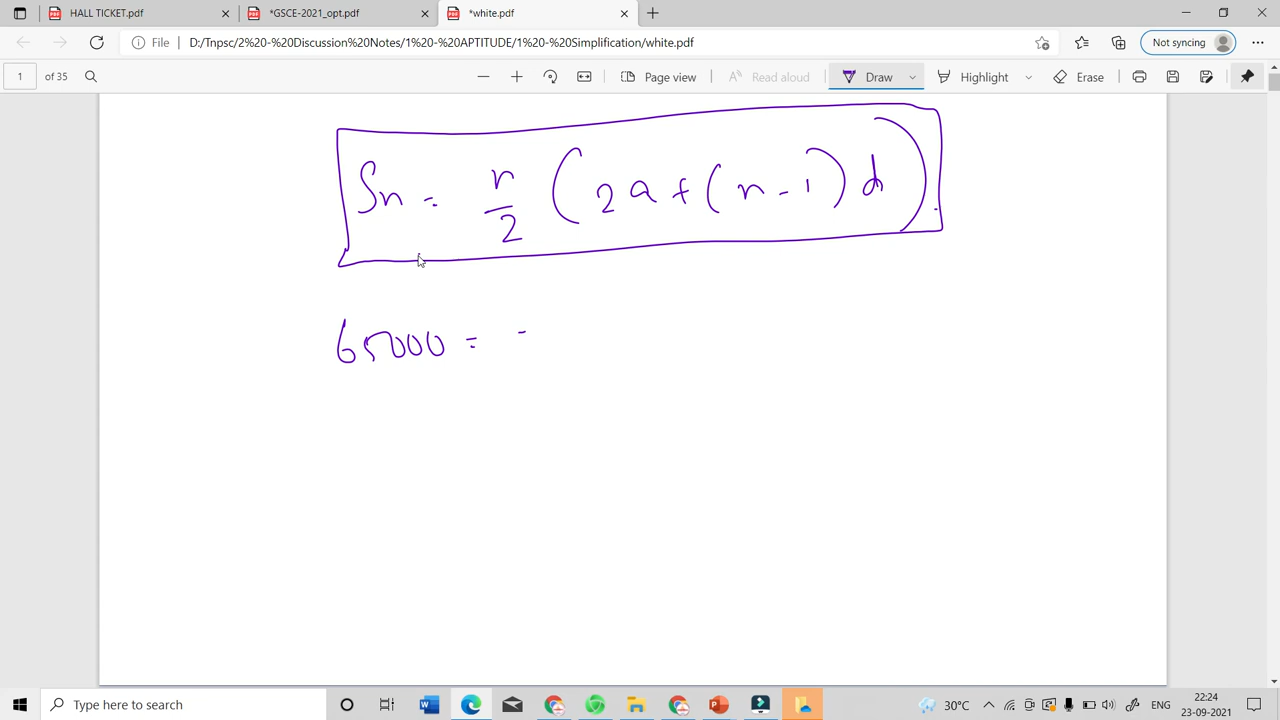 HALL TICKET.pdf
*GSCE-2021_opt.pdf
*white.pdf
File
D:/Tnpsc/2%20-%20Discussion%20Notes/1%20-%20APTITUDE/1%20-%20Simplification/white.pdf
Not syncing
1 of 35
Page view
Read aloud
Draw
Highlight
Erase
Sn = n/2 (2a + (n - 1) d)
65000 =
Type here to search
30°C
ENG
22:24
23-09-2021